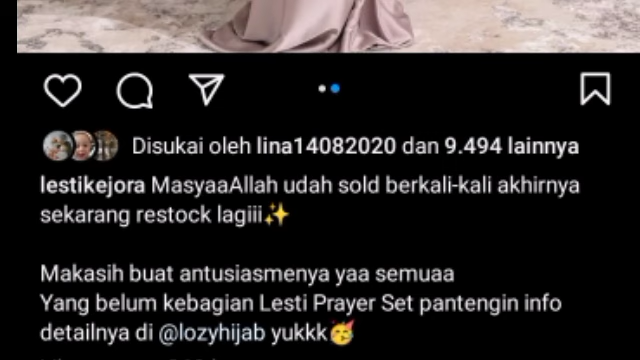 Disukai oleh lina14082020 dan 9.494 lainnya
lestikejora MasyaaAllah udah sold berkali-kali akhirnya
sekarang restock lagiii✨
Makasih buat antusiasmenya yaa semuaa
Yang belum kebagian Lesti Prayer Set pantengin info
detailnya di @lozyhijab yukkk🥳